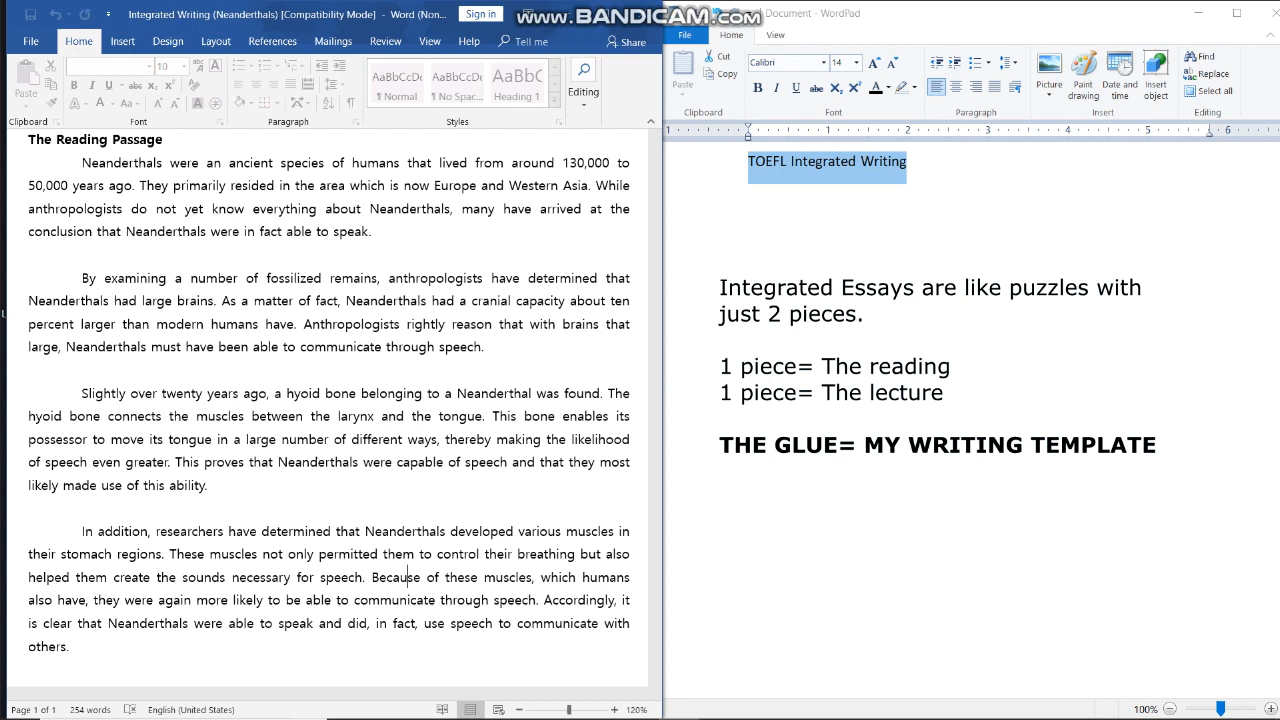 Integrated Writing (Neanderthals) [Compatibility Mode] - Word (Non...
Sign in
www.BANDICAM.com
Document - WordPad
File Home Insert Design Layout References Mailings Review View Help Tell me Share
File Home View
Paste
10
Clipboard
Font
Paragraph
AaBbCcDd AaBbCcDd AaBbC
¶ Normal ¶ No Spac... Heading 1
Styles
Editing
Paste
Cut
Copy
Clipboard
Calibri 14
Font
Paragraph
Picture
Paint drawing
Date and time
Insert object
Insert
Find
Replace
Select all
Editing
1 1 2 3 4 5 6
The Reading Passage
Neanderthals were an ancient species of humans that lived from around 130,000 to
50,000 years ago. They primarily resided in the area which is now Europe and Western Asia. While
anthropologists do not yet know everything about Neanderthals, many have arrived at the
conclusion that Neanderthals were in fact able to speak.
By examining a number of fossilized remains, anthropologists have determined that
Neanderthals had large brains. As a matter of fact, Neanderthals had a cranial capacity about ten
percent larger than modern humans have. Anthropologists rightly reason that with brains that
large, Neanderthals must have been able to communicate through speech.
Slightly over twenty years ago, a hyoid bone belonging to a Neanderthal was found. The
hyoid bone connects the muscles between the larynx and the tongue. This bone enables its
possessor to move its tongue in a large number of different ways, thereby making the likelihood
of speech even greater. This proves that Neanderthals were capable of speech and that they most
likely made use of this ability.
In addition, researchers have determined that Neanderthals developed various muscles in
their stomach regions. These muscles not only permitted them to control their breathing but also
helped them create the sounds necessary for speech. Because of these muscles, which humans
also have, they were again more likely to be able to communicate through speech. Accordingly, it
is clear that Neanderthals were able to speak and did, in fact, use speech to communicate with
others.
TOEFL Integrated Writing
Integrated Essays are like puzzles with
just 2 pieces.
1 piece= The reading
1 piece= The lecture
THE GLUE= MY WRITING TEMPLATE
Page 1 of 1 254 words English (United States) 120%
100%